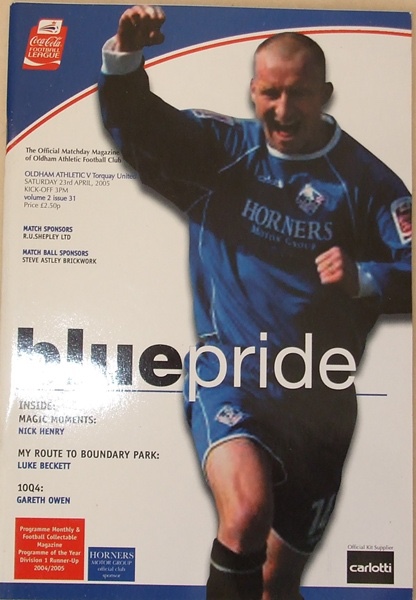 Coca-Cola
FOOTBALL
LEAGUE
The Official Matchday Magazine
of Oldham Athletic Football Club
OLDHAM ATHLETIC V Torquay United
SATURDAY 23rd APRIL, 2005
KICK-OFF 3PM
volume 2 issue 31
Price £2.50p
MATCH SPONSORS
R.U.SHEPLEY LTD
MATCH BALL SPONSORS
STEVE ASTLEY BRICKWORK
HORNERS
MOTOR GROUP
bluepride
INSIDE:
MAGIC MOMENTS:
NICK HENRY
MY ROUTE TO BOUNDARY PARK:
LUKE BECKETT
10Q4:
GARETH OWEN
Programme Monthly &
Football Collectable
Magazine
Programme of the Year
Division 1 Runner-Up
2004/2005
HORNERS
MOTOR GROUP
official club
sponsor
Official Kit Supplier
carlotti